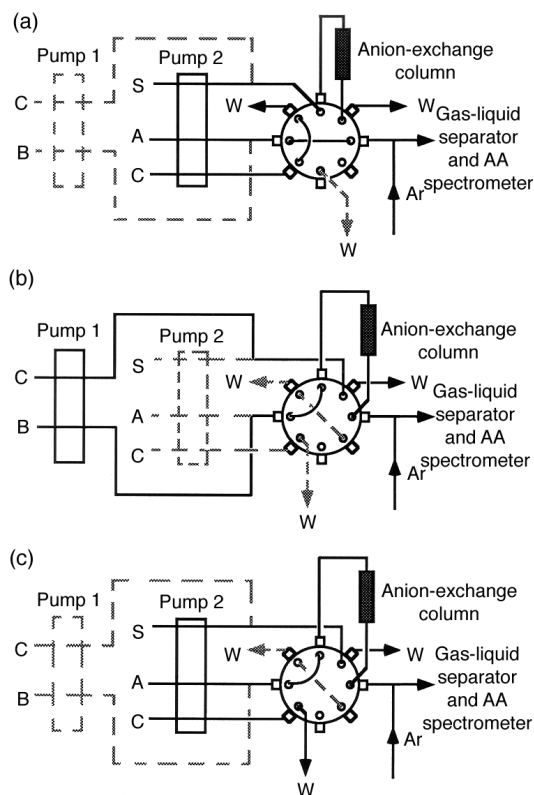 (a)
Pump 1
Pump 2
Anion-exchange
column
S
C
W
W
Gas-liquid
separator
and AA
spectrometer
A
B
C
Ar
W
(b)
Pump 1
Pump 2
Anion-exchange
column
S
C
W
W
Gas-liquid
separator
and AA
spectrometer
A
B
C
Ar
W
(c)
Pump 1
Pump 2
Anion-exchange
column
S
C
W
W
Gas-liquid
separator
and AA
spectrometer
A
B
C
Ar
W